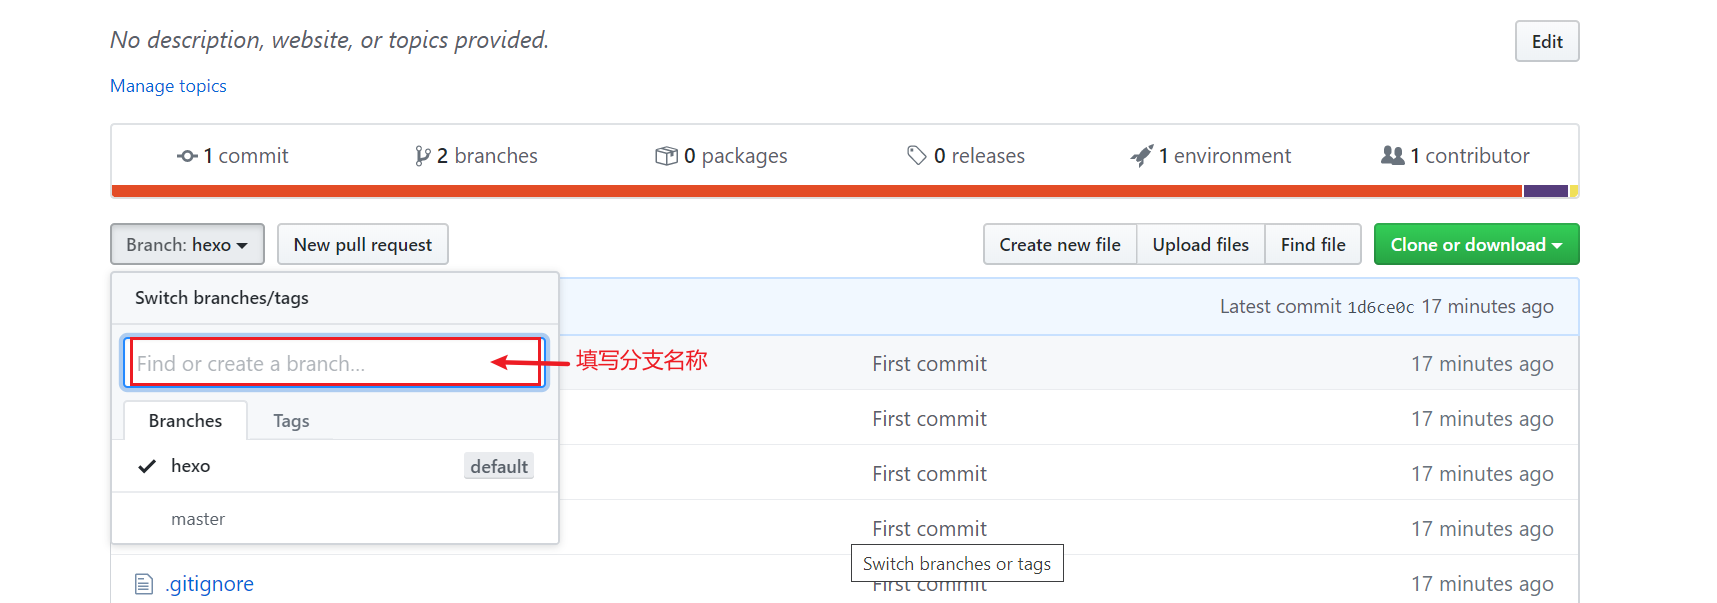 No description, website, or topics provided.
Edit
Manage topics
1 commit
2 branches
0 packages
0 releases
1 environment
1 contributor
Branch: hexo
New pull request
Create new file
Upload files
Find file
Clone or download
Switch branches/tags
Latest commit 1d6ce0c 17 minutes ago
Find or create a branch...
填写分支名称
First commit
17 minutes ago
Branches
Tags
First commit
17 minutes ago
hexo
default
First commit
17 minutes ago
master
First commit
17 minutes ago
Switch branches or tags
.gitignore
First commit
17 minutes ago